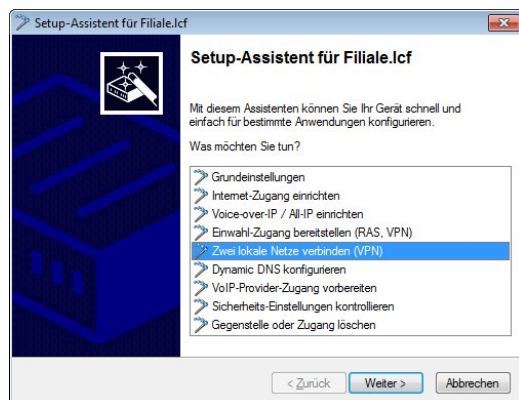 Setup-Assistent für Filiale.lcf
Setup-Assistent für Filiale.lcf
Mit diesem Assistenten können Sie Ihr Gerät schnell und
einfach für bestimmte Anwendungen konfigurieren.
Was möchten Sie tun?
Grundeinstellungen
Internet-Zugang einrichten
Voice-over-IP / All-IP einrichten
Einwahl-Zugang bereitstellen (RAS, VPN)
Zwei lokale Netze verbinden (VPN)
Dynamic DNS konfigurieren
VoIP-Provider-Zugang vorbereiten
Sicherheits-Einstellungen kontrollieren
Gegenstelle oder Zugang löschen
< Zurück Weiter > Abbrechen